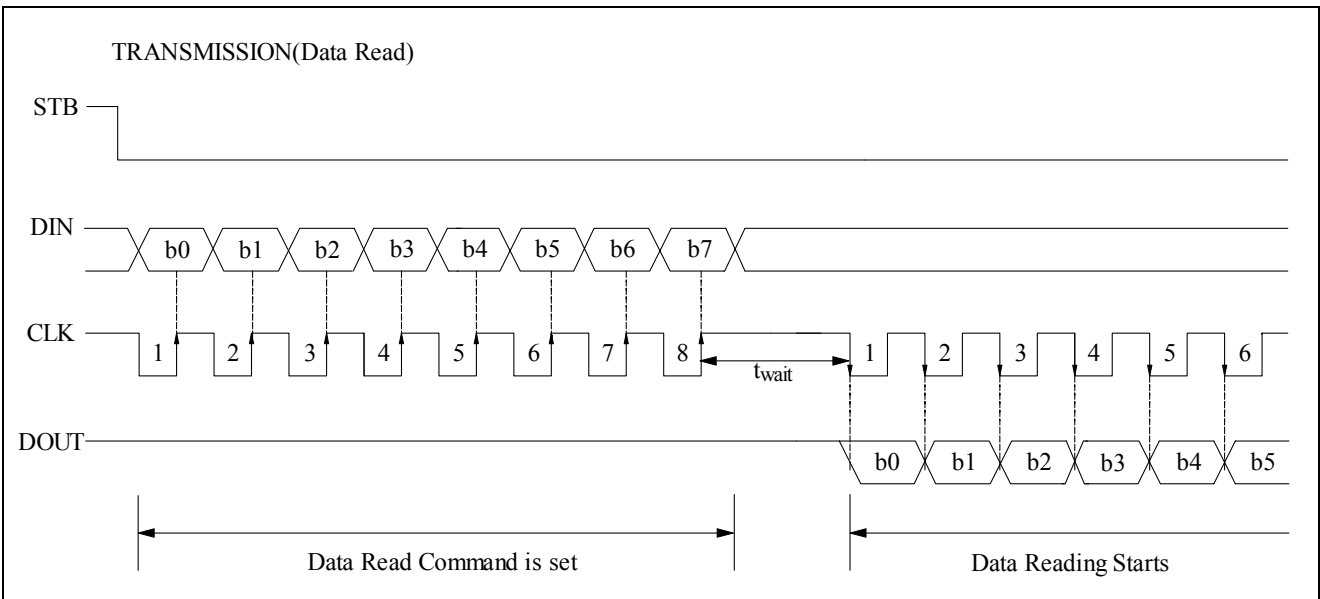 TRANSMISSION(Data Read)
STB
DIN b0 b1 b2 b3 b4 b5 b6 b7
CLK 1 2 3 4 5 6 7 8 twait 1 2 3 4 5 6
DOUT b0 b1 b2 b3 b4 b5
Data Read Command is set Data Reading Starts